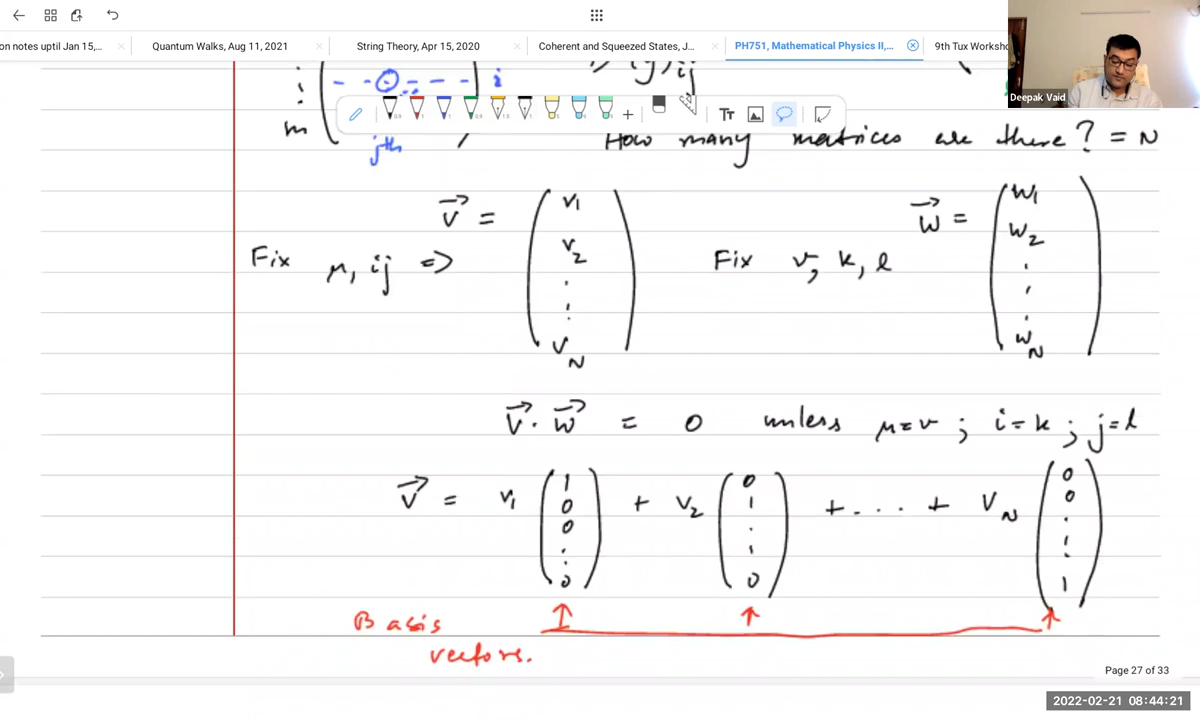 on notes uptil Jan 15,... Quantum Walks, Aug 11, 2021 String Theory, Apr 15, 2020 Coherent and Squeezed States, J... PH751, Mathematical Physics II,... 9th Tux Worksho
Deepak Vaid
i
m
jth
ij
Tт
How many matrices are there? = N
v⃗ = (v1 v2 . . . vN)
w⃗ = (w1 w2 . . . wN)
Fix μ, ij =>
Fix ν, k, l
v⃗ . w⃗ = 0 unless μ=ν ; i=k ; j=l
v⃗ = v1 (1 0 0 : 0) + v2 (0 1 . . 0) + . . . + vN (0 0 . . . 1)
Basis
vectors.
Page 27 of 33
2022-02-21 08:44:21